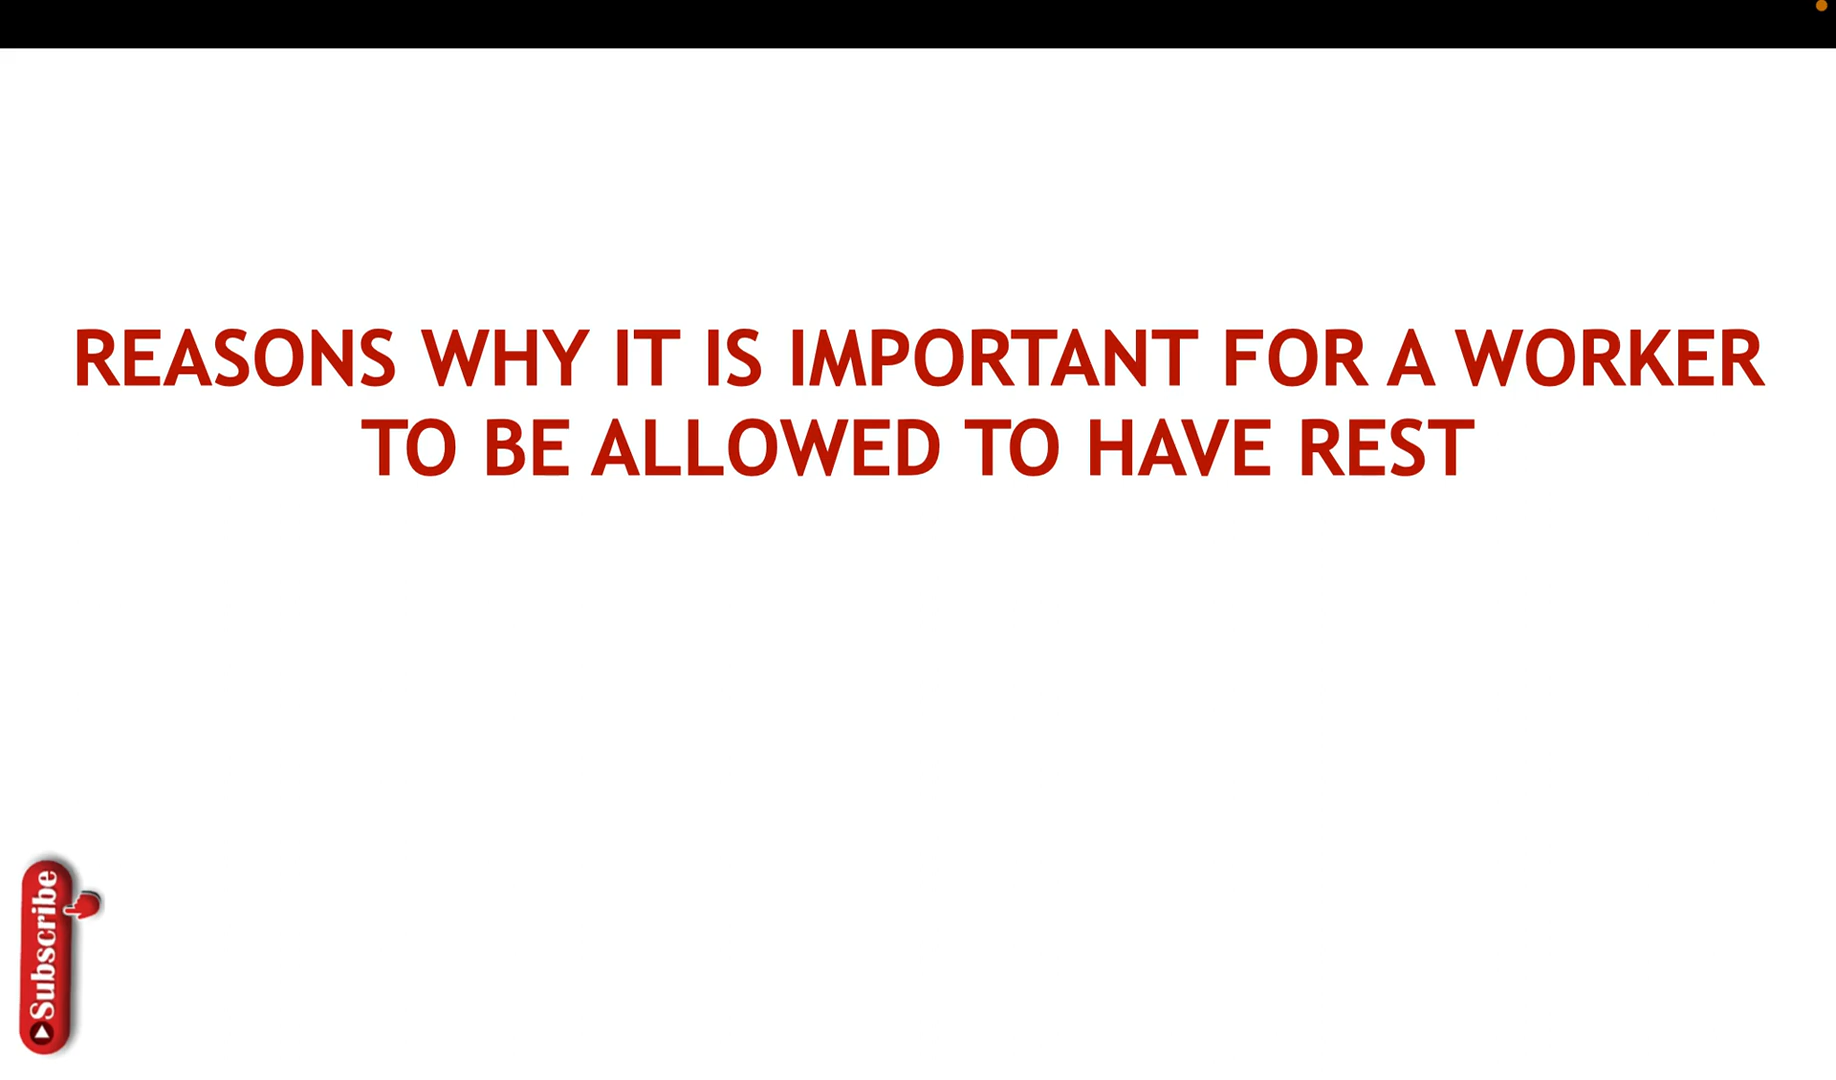 REASONS WHY IT IS IMPORTANT FOR A WORKER
TO BE ALLOWED TO HAVE REST
Subscribe